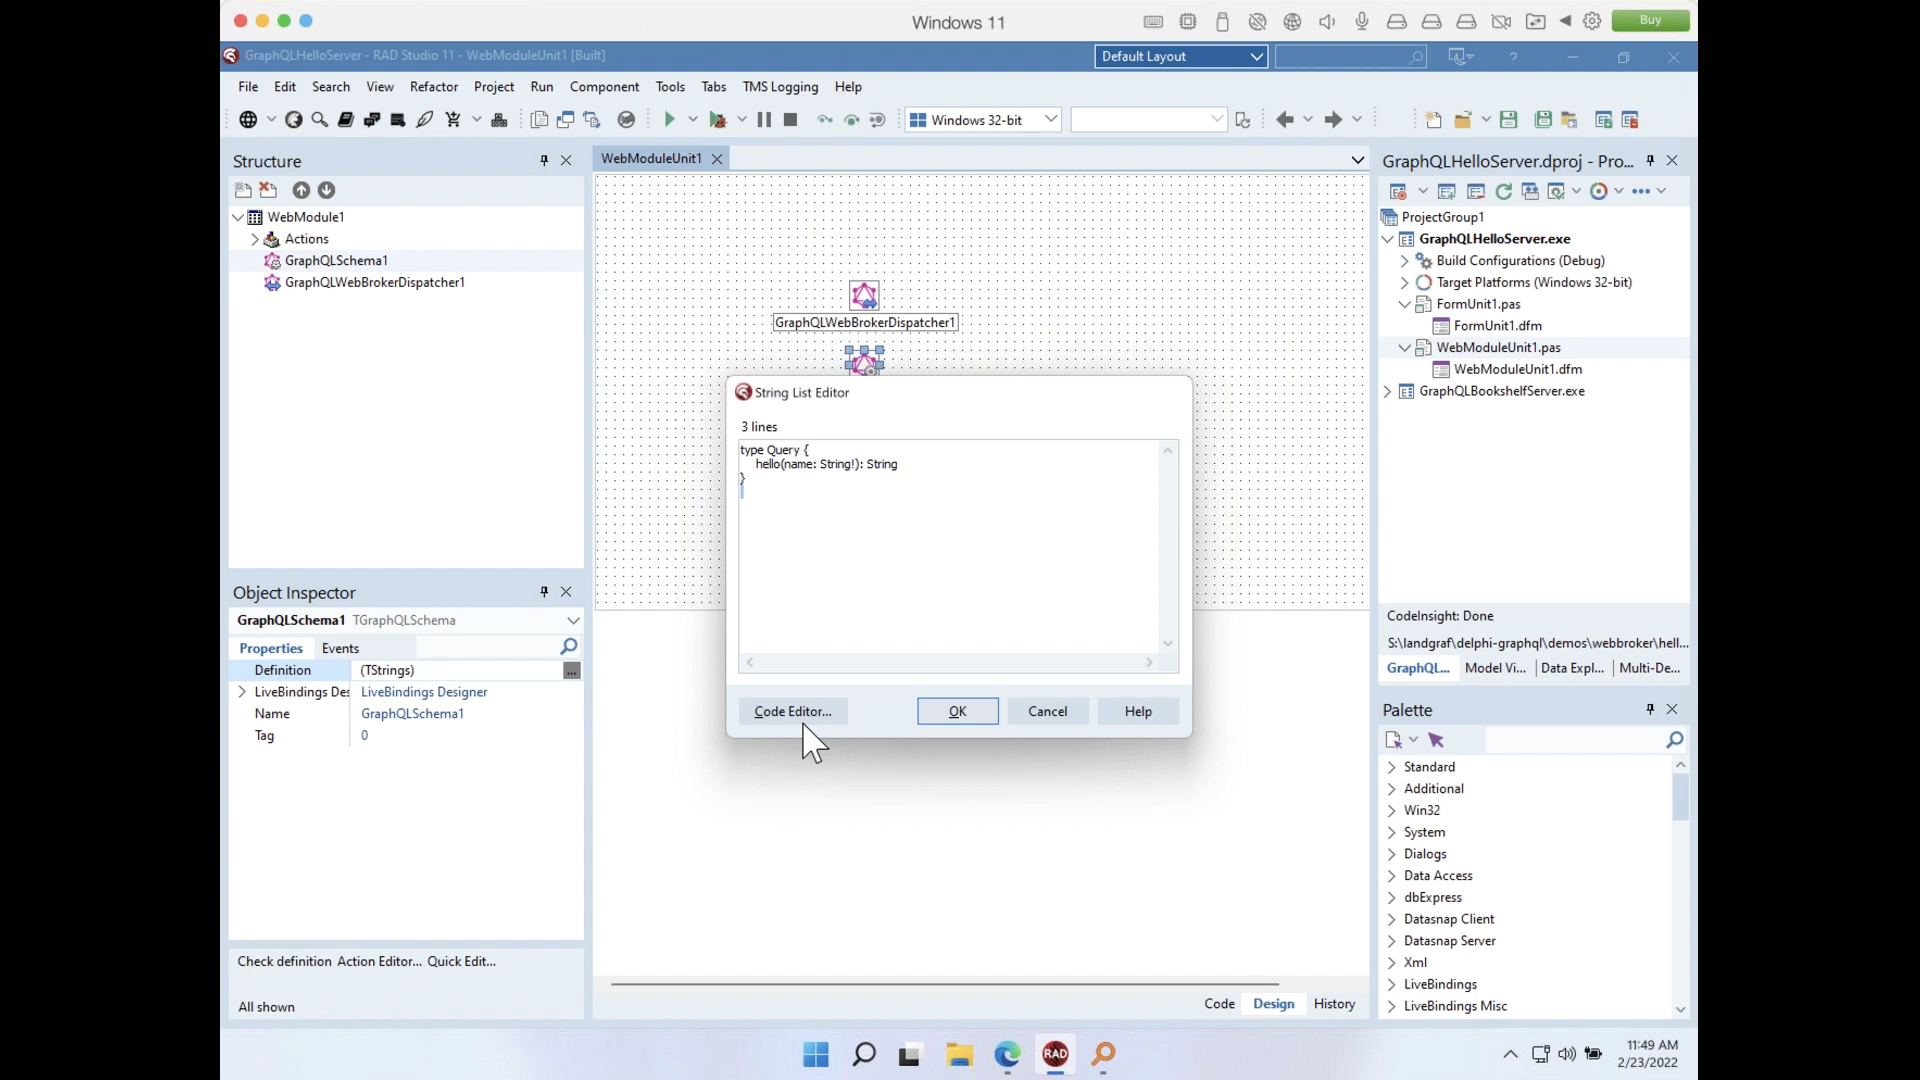 Windows 11
Buy
GraphQLHelloServer - RAD Studio 11 - WebModuleUnit1 [Built]
Default Layout
?
File Edit Search View Refactor Project Run Component Tools Tabs TMS Logging Help
Windows 32-bit
Structure
WebModule1
Actions
GraphQLSchema1
GraphQLWebBrokerDispatcher1
Object Inspector
GraphQLSchema1 TGraphQLSchema
Properties Events
Definition (TStrings) ...
LiveBindings Des LiveBindings Designer
Name GraphQLSchema1
Tag 0
Check definition Action Editor... Quick Edit...
All shown
WebModuleUnit1
GraphQLWebBrokerDispatcher1
String List Editor
3 lines
type Query {
hello(name: String!): String
}
Code Editor... OK Cancel Help
Code Design History
GraphQLHelloServer.dproj - Pro...
ProjectGroup1
GraphQLHelloServer.exe
Build Configurations (Debug)
Target Platforms (Windows 32-bit)
FormUnit1.pas
FormUnit1.dfm
WebModuleUnit1.pas
WebModuleUnit1.dfm
GraphQLBookshelfServer.exe
CodeInsight: Done
S:\landgraf\delphi-graphql\demos\webbroker\hell...
GraphQL... Model Vi... Data Expl... Multi-De...
Palette
Standard
Additional
Win32
System
Dialogs
Data Access
dbExpress
Datasnap Client
Datasnap Server
Xml
LiveBindings
LiveBindings Misc
RAD
11:49 AM
2/23/2022